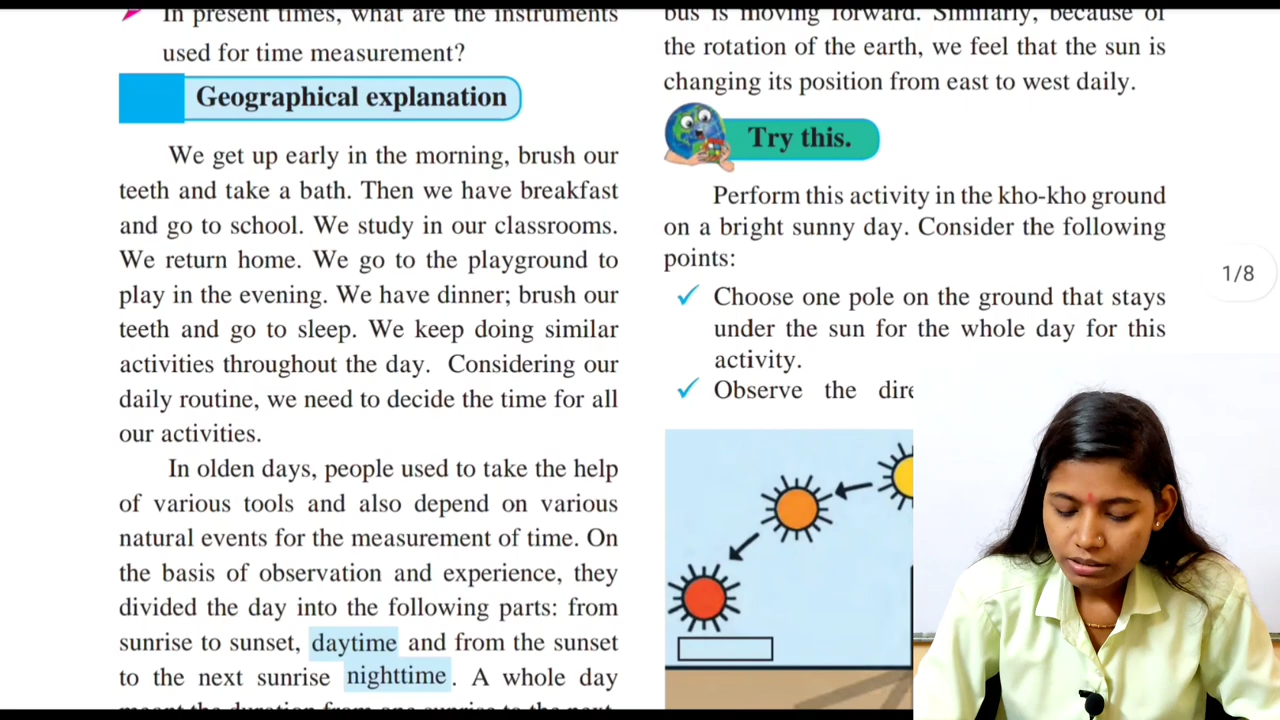 In present times, what are the instruments
used for time measurement?
Geographical explanation
We get up early in the morning, brush our
teeth and take a bath. Then we have breakfast
and go to school. We study in our classrooms.
We return home. We go to the playground to
play in the evening. We have dinner; brush our
teeth and go to sleep. We keep doing similar
activities throughout the day. Considering our
daily routine, we need to decide the time for all
our activities.
In olden days, people used to take the help
of various tools and also depend on various
natural events for the measurement of time. On
the basis of observation and experience, they
divided the day into the following parts: from
sunrise to sunset, daytime and from the sunset
to the next sunrise nighttime. A whole day
meant the duration from one sunrise to the next
bus is moving forward. Similarly, because of
the rotation of the earth, we feel that the sun is
changing its position from east to west daily.
Try this.
Perform this activity in the kho-kho ground
on a bright sunny day. Consider the following
points:
✓ Choose one pole on the ground that stays
under the sun for the whole day for this
activity.
✓ Observe the dire
1/8